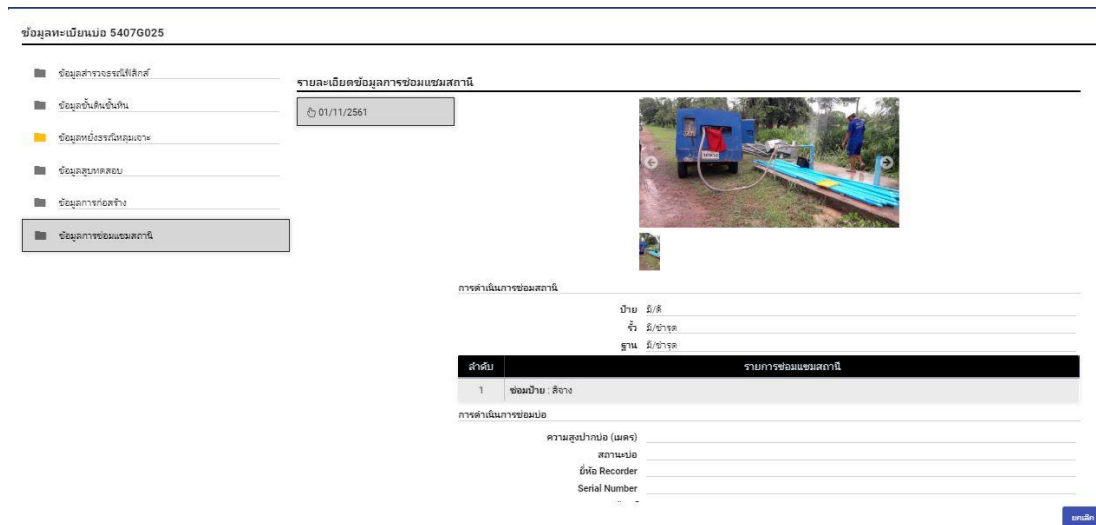 ข้อมูลทะเบียนบ่อ 5407G025
ข้อมูลสำรวจธรณีฟิสิกส์
ข้อมูลชั้นดินชั้นหิน
ข้อมูลหยั่งธรณีหลุมเจาะ
ข้อมูลสูบทดสอบ
ข้อมูลการก่อสร้าง
ข้อมูลการซ่อมแซมสถานี
รายละเอียดข้อมูลการซ่อมแซมสถานี
01/11/2561
การดำเนินการซ่อมสถานี
ป้าย มี/ดี
รั้ว มี/ชำรุด
ฐาน มี/ชำรุด
ลำดับ รายการซ่อมแซมสถานี
1 ซ่อมป้าย : สีจาง
การดำเนินการซ่อมบ่อ
ความสูงปากบ่อ (เมตร)
สถานะบ่อ
ยี่ห้อ Recorder
Serial Number
ยกเลิก